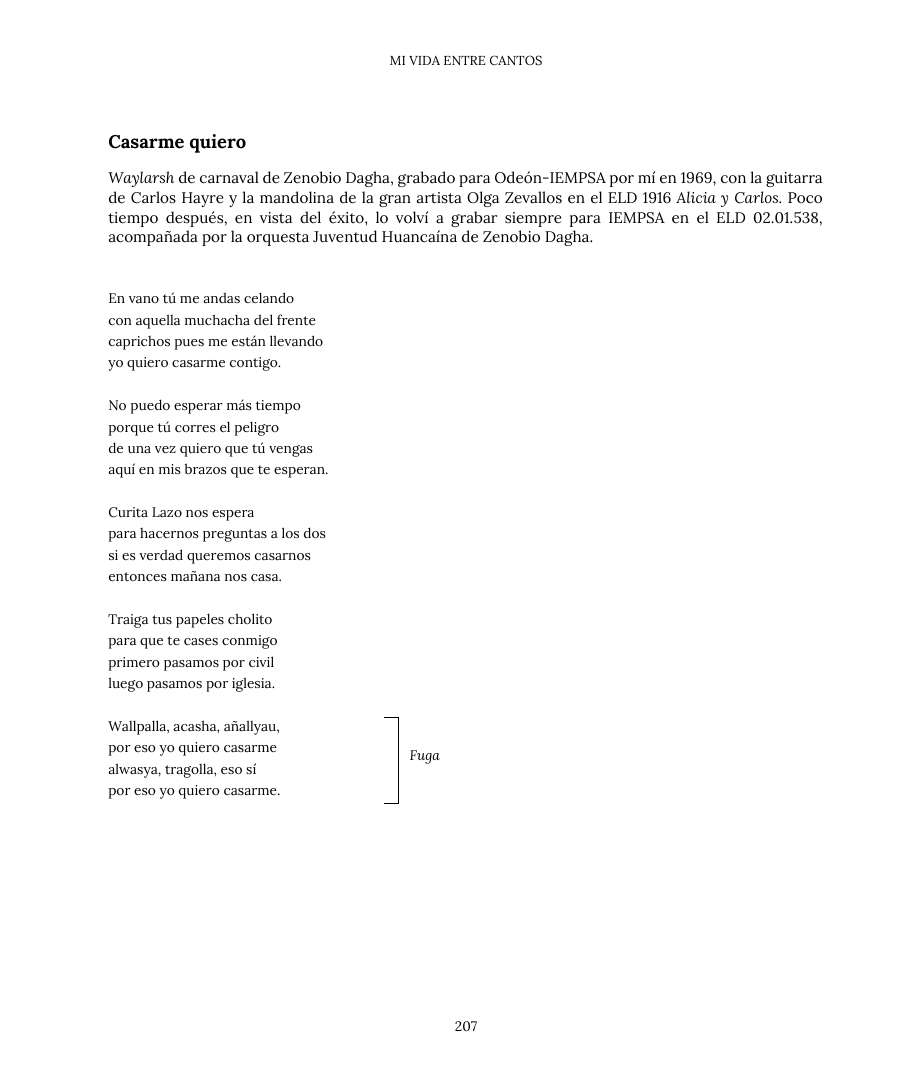 MI VIDA ENTRE CANTOS
Casarme quiero
Waylarsh de carnaval de Zenobio Dagha, grabado para Odeón-IEMPSA por mí en 1969, con la guitarra
de Carlos Hayre y la mandolina de la gran artista Olga Zevallos en el ELD 1916 Alicia y Carlos. Poco
tiempo después, en vista del éxito, lo volví a grabar siempre para IEMPSA en el ELD 02.01.538,
acompañada por la orquesta Juventud Huancaína de Zenobio Dagha.
En vano tú me andas celando
con aquella muchacha del frente
caprichos pues me están llevando
yo quiero casarme contigo.
No puedo esperar más tiempo
porque tú corres el peligro
de una vez quiero que tú vengas
aquí en mis brazos que te esperan.
Curita Lazo nos espera
para hacernos preguntas a los dos
si es verdad queremos casarnos
entonces mañana nos casa.
Traiga tus papeles cholito
para que te cases conmigo
primero pasamos por civil
luego pasamos por iglesia.
Wallpalla, acasha, añallyau,
por eso yo quiero casarme
alwasya, tragolla, eso sí
por eso yo quiero casarme.
Fuga
207